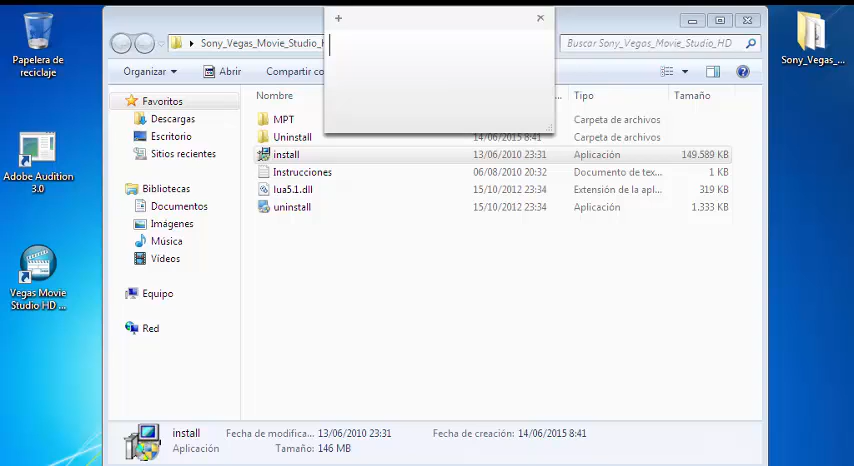 Papelera de
reciclaje
Adobe Audition
3.0
Vegas Movie
Studio HD ...
+
Sony_Vegas_Movie_Studio_H
Buscar Sony_Vegas_Movie_Studio_HD
Organizar
Abrir
Compartir co
Favoritos
Descargas
Escritorio
Sitios recientes
Bibliotecas
Documentos
Imágenes
Música
Vídeos
Equipo
Red
Nombre
Tipo
Tamaño
MPT
Carpeta de archivos
Uninstall
14/06/2015 8:41
Carpeta de archivos
install
13/06/2010 23:31
Aplicación
149.589 KB
Instrucciones
06/08/2010 20:32
Documento de tex...
1 KB
lua5.1.dll
15/10/2012 23:34
Extensión de la apl...
319 KB
uninstall
15/10/2012 23:34
Aplicación
1.333 KB
install
Fecha de modifica... 13/06/2010 23:31
Fecha de creación: 14/06/2015 8:41
Aplicación
Tamaño: 146 MB
Sony_Vegas_...